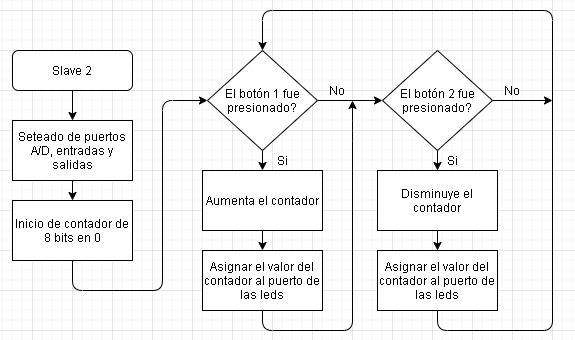 Slave 2
Seteado de puertos
A/D, entradas y
salidas
Inicio de contador de
8 bits en 0
El botón 1 fue
presionado?
No
Si
Aumenta el contador
Asignar el valor del
contador al puerto de
las leds
El botón 2 fue
presionado?
No
Si
Disminuye el
contador
Asignar el valor del
contador al puerto de
las leds